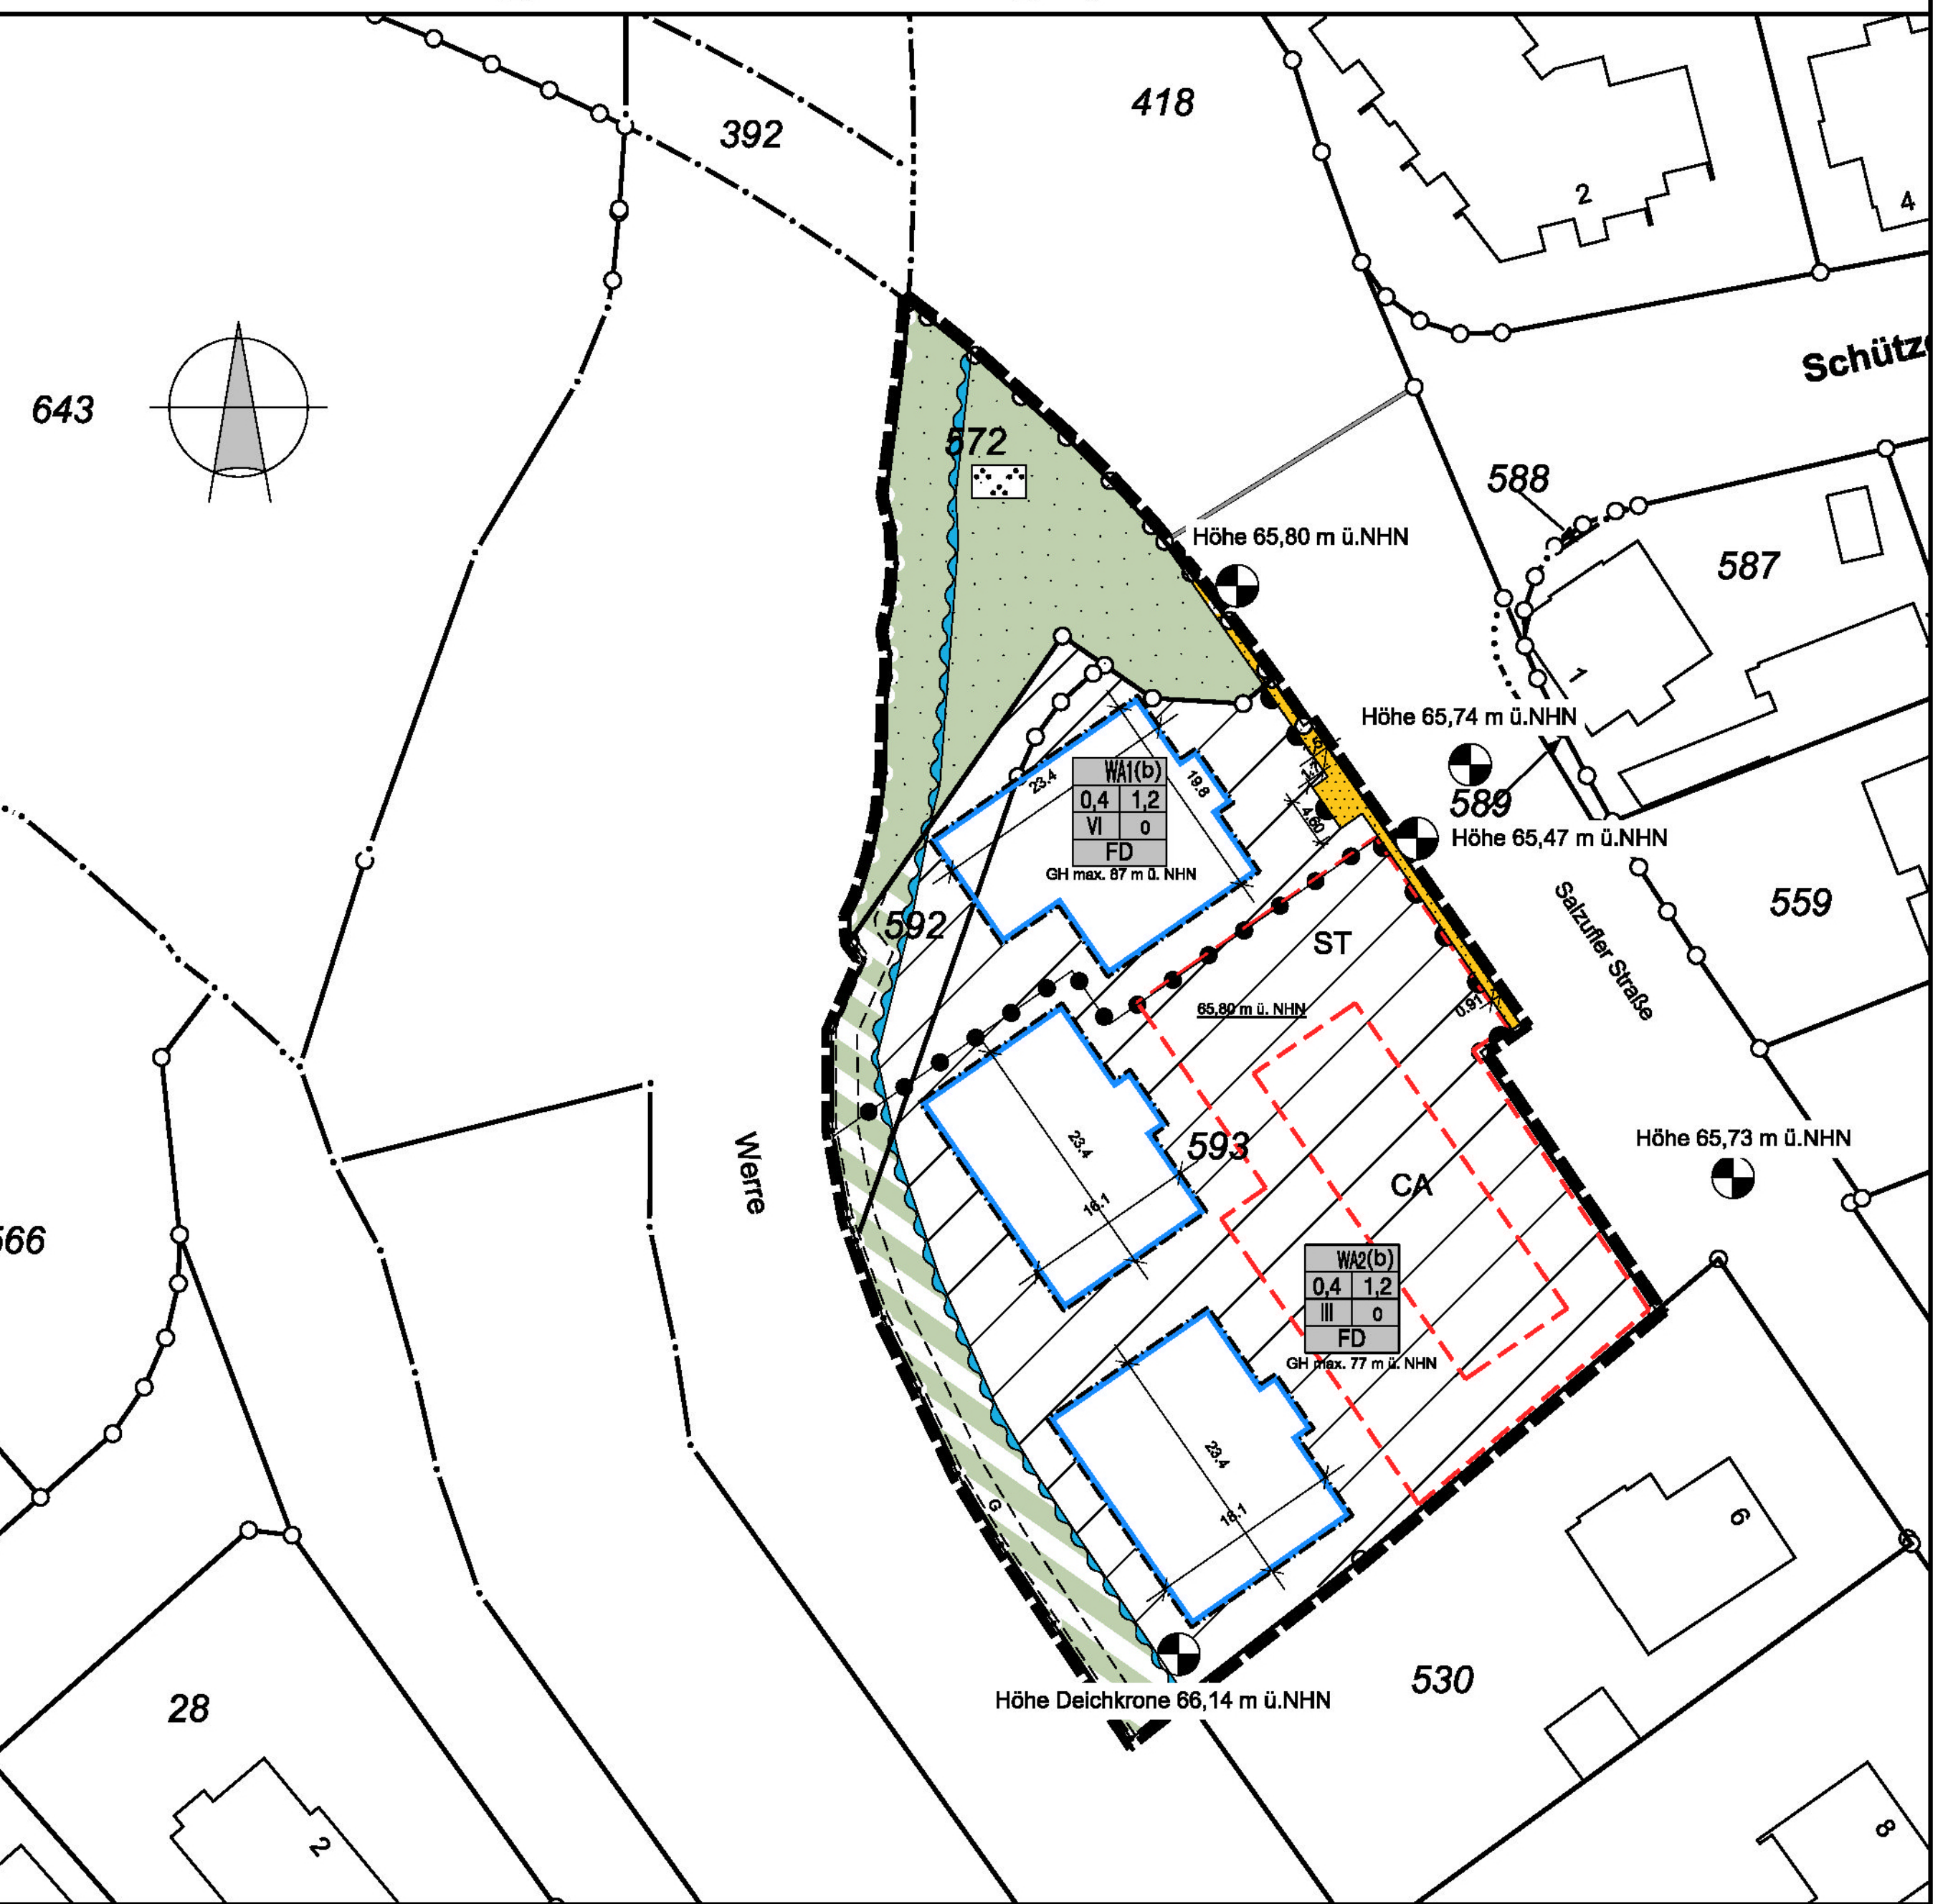 418
392
2
4
Schütz
643
572
588
Höhe 65,80 m ü.NHN
587
1
Höhe 65,74 m ü.NHN
WA1(b)
0,4 1,2
VI o
FD
GH max. 87 m ü. NHN
23.4
19.8
4.60
589
Höhe 65,47 m ü.NHN
559
592
ST
Salzufler Straße
65,80 m ü. NHN
0.91
Werre
23.4
16.1
593
Höhe 65,73 m ü.NHN
CA
566
WA2(b)
0,4 1,2
III o
FD
GH max. 77 m ü. NHN
23.4
G
6
28
530
Höhe Deichkrone 66,14 m ü.NHN
2
8